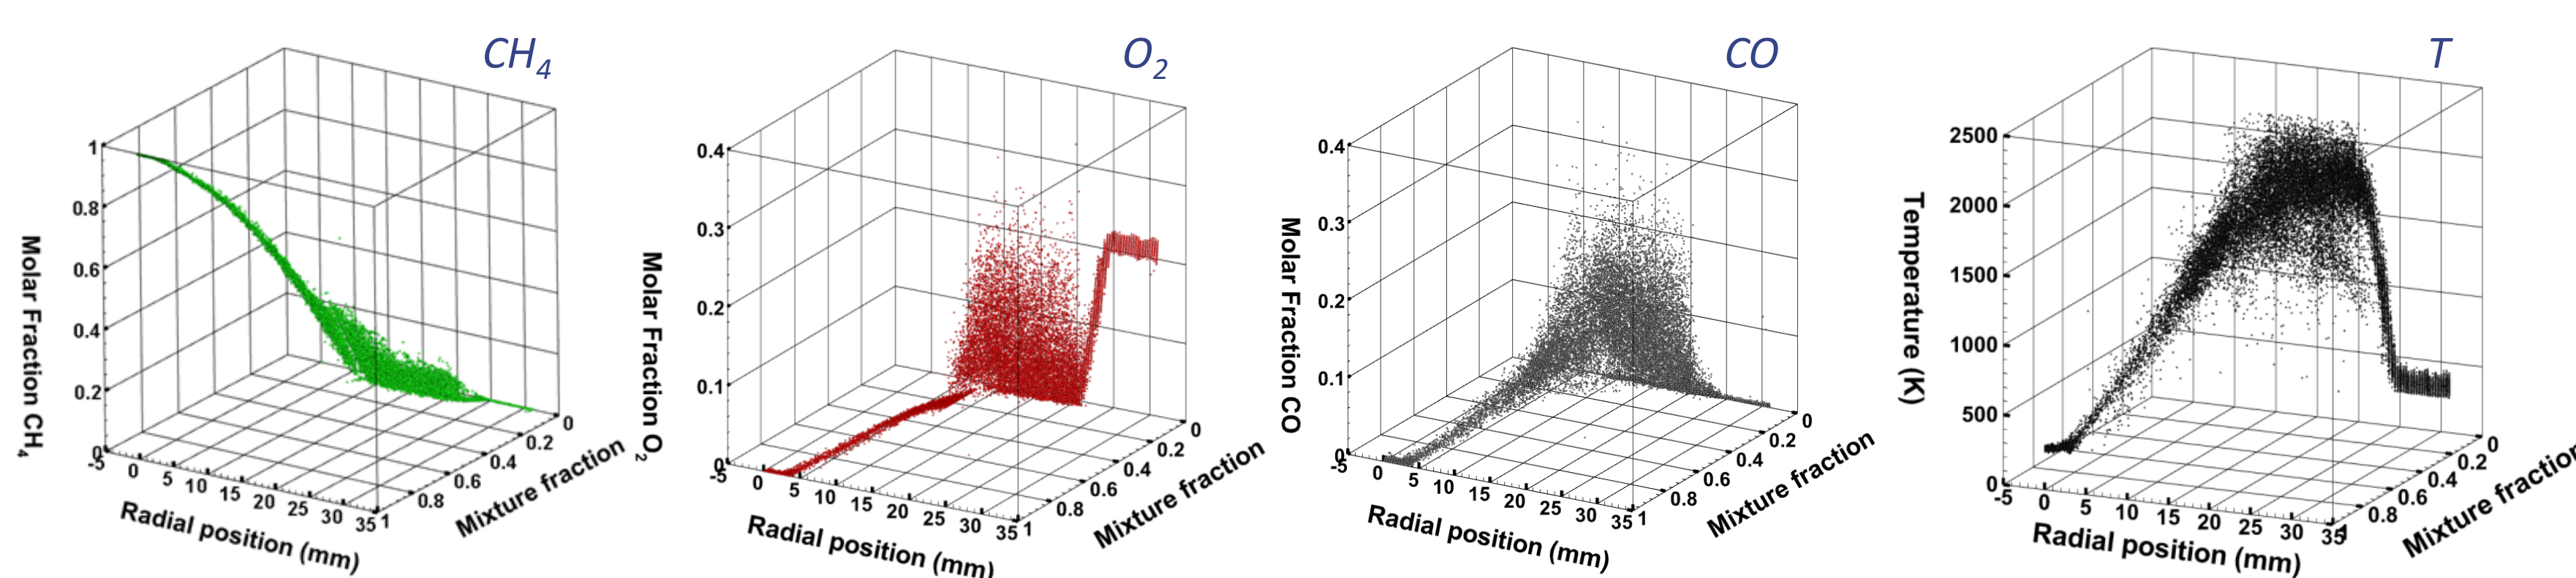 CH4
Molar Fraction CH4
1
0.8
0.6
0.4
0.2
0
-5 0 5 10 15 20 25 30 35
Radial position (mm)
1 0.8 0.6 0.4 0.2 0
Mixture fraction
O2
Molar Fraction O2
0.4
0.3
0.2
0.1
0
-5 0 5 10 15 20 25 30 35
Radial position (mm)
1 0.8 0.6 0.4 0.2 0
Mixture fraction
CO
Molar Fraction CO
0.4
0.3
0.2
0.1
0
-5 0 5 10 15 20 25 30 35
Radial position (mm)
1 0.8 0.6 0.4 0.2 0
Mixture fraction
T
Temperature (K)
2500
2000
1500
1000
500
0
-5 0 5 10 15 20 25 30 35
Radial position (mm)
1 0.8 0.6 0.4 0.2 0
Mixture fraction